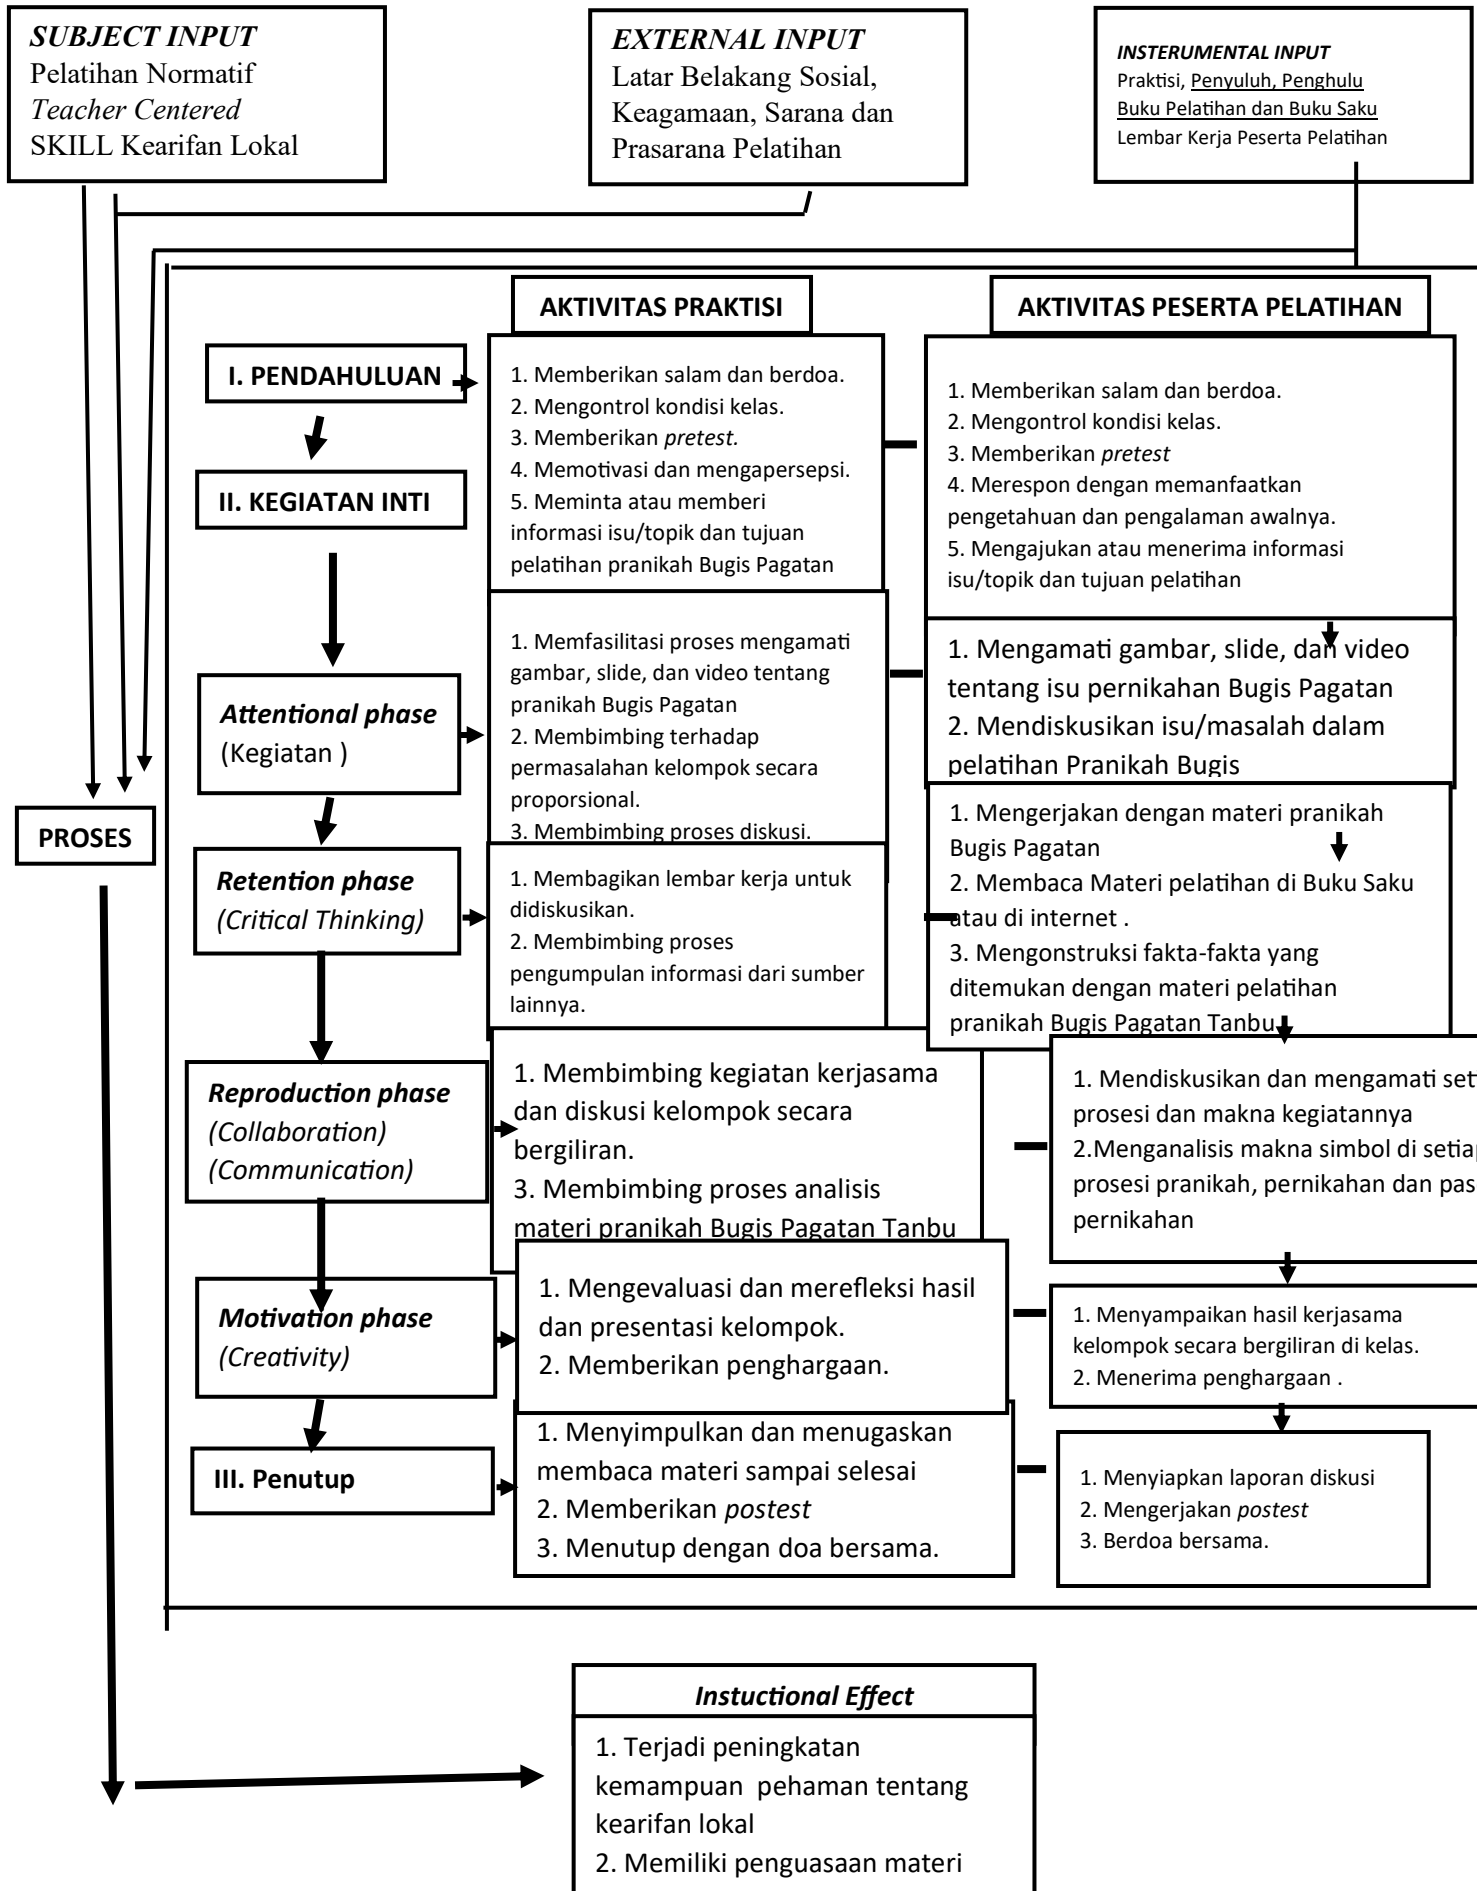 SUBJECT INPUT
Pelatihan Normatif
Teacher Centered
SKILL Kearifan Lokal
EXTERNAL INPUT
Latar Belakang Sosial,
Keagamaan, Sarana dan
Prasarana Pelatihan
INSTERUMENTAL INPUT
Praktisi, Penyuluh, Penghulu
Buku Pelatihan dan Buku Saku
Lembar Kerja Peserta Pelatihan
AKTIVITAS PRAKTISI
AKTIVITAS PESERTA PELATIHAN
I. PENDAHULUAN
1. Memberikan salam dan berdoa.
2. Mengontrol kondisi kelas.
3. Memberikan pretest.
4. Memotivasi dan mengapersepsi.
5. Meminta atau memberi
informasi isu/topik dan tujuan
pelatihan pranikah Bugis Pagatan
1. Memberikan salam dan berdoa.
2. Mengontrol kondisi kelas.
3. Memberikan pretest
4. Merespon dengan memanfaatkan
pengetahuan dan pengalaman awalnya.
5. Mengajukan atau menerima informasi
isu/topik dan tujuan pelatihan
II. KEGIATAN INTI
Attentional phase
(Kegiatan )
1. Memfasilitasi proses mengamati
gambar, slide, dan video tentang
pranikah Bugis Pagatan
2. Membimbing terhadap
permasalahan kelompok secara
proporsional.
3. Membimbing proses diskusi.
1. Mengamati gambar, slide, dan video
tentang isu pernikahan Bugis Pagatan
2. Mendiskusikan isu/masalah dalam
pelatihan Pranikah Bugis
PROSES
Retention phase
(Critical Thinking)
1. Membagikan lembar kerja untuk
didiskusikan.
2. Membimbing proses
pengumpulan informasi dari sumber
lainnya.
1. Mengerjakan dengan materi pranikah
Bugis Pagatan
2. Membaca Materi pelatihan di Buku Saku
atau di internet .
3. Mengonstruksi fakta-fakta yang
ditemukan dengan materi pelatihan
pranikah Bugis Pagatan Tanbu
Reproduction phase
(Collaboration)
(Communication)
1. Membimbing kegiatan kerjasama
dan diskusi kelompok secara
bergiliran.
3. Membimbing proses analisis
materi pranikah Bugis Pagatan Tanbu
1. Mendiskusikan dan mengamati seti
prosesi dan makna kegiatannya
2.Menganalisis makna simbol di setiap
prosesi pranikah, pernikahan dan pas
pernikahan
Motivation phase
(Creativity)
1. Mengevaluasi dan merefleksi hasil
dan presentasi kelompok.
2. Memberikan penghargaan.
1. Menyampaikan hasil kerjasama
kelompok secara bergiliran di kelas.
2. Menerima penghargaan .
III. Penutup
1. Menyimpulkan dan menugaskan
membaca materi sampai selesai
2. Memberikan postest
3. Menutup dengan doa bersama.
1. Menyiapkan laporan diskusi
2. Mengerjakan postest
3. Berdoa bersama.
Instuctional Effect
1. Terjadi peningkatan
kemampuan  pehaman tentang
kearifan lokal
2. Memiliki penguasaan materi